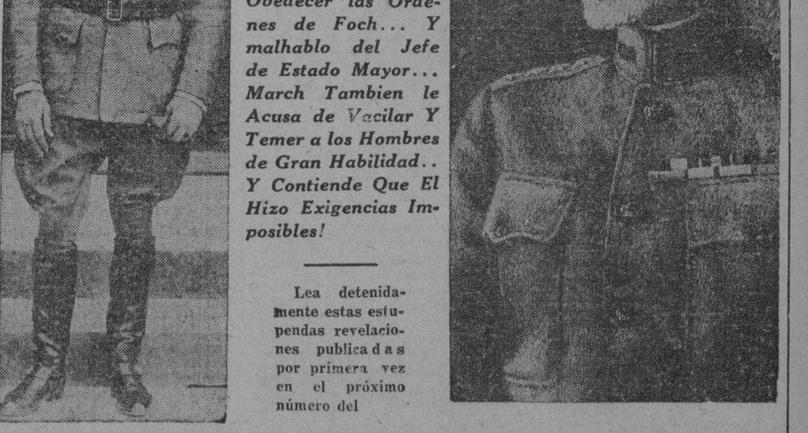 Obedecer las Orde-
nes de Foch... Y
malhablo del Jefe
de Estado Mayor...
March Tambien le
Acusa de Vacilar Y
Temer a los Hombres
de Gran Habilidad..
Y Contiende Que El
Hizo Exigencias Im-
posibles!
Lea detenida-
mente estas estu-
pendas revelacio-
nes publicadas
por primera vez
en el próximo
número del